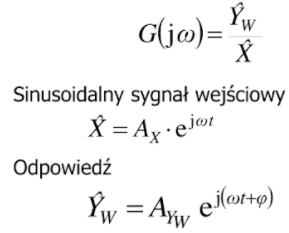 G(jω) = Ŷ_W / X̂
Sinusoidalny sygnał wejściowy
X̂ = A_X · e^{jωt}
Odpowiedź
Ŷ_W = A_{Y_W} e^{j(ωt+φ)}